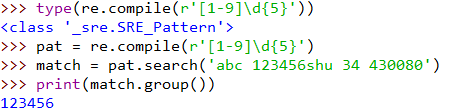 >>> type(re.compile(r'[1-9]\d{5}'))
<class '_sre.SRE_Pattern'>
>>> pat = re.compile(r'[1-9]\d{5}')
>>> match = pat.search('abc 123456shu 34 430080')
>>> print(match.group())
123456